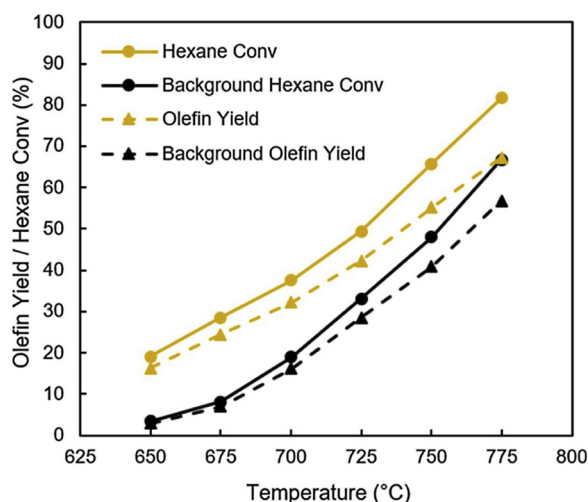 Olefin Yield / Hexane Conv (%)
100
90
80
70
60
50
40
30
20
10
0
Hexane Conv
Background Hexane Conv
Olefin Yield
Background Olefin Yield
625 650 675 700 725 750 775 800
Temperature (°C)